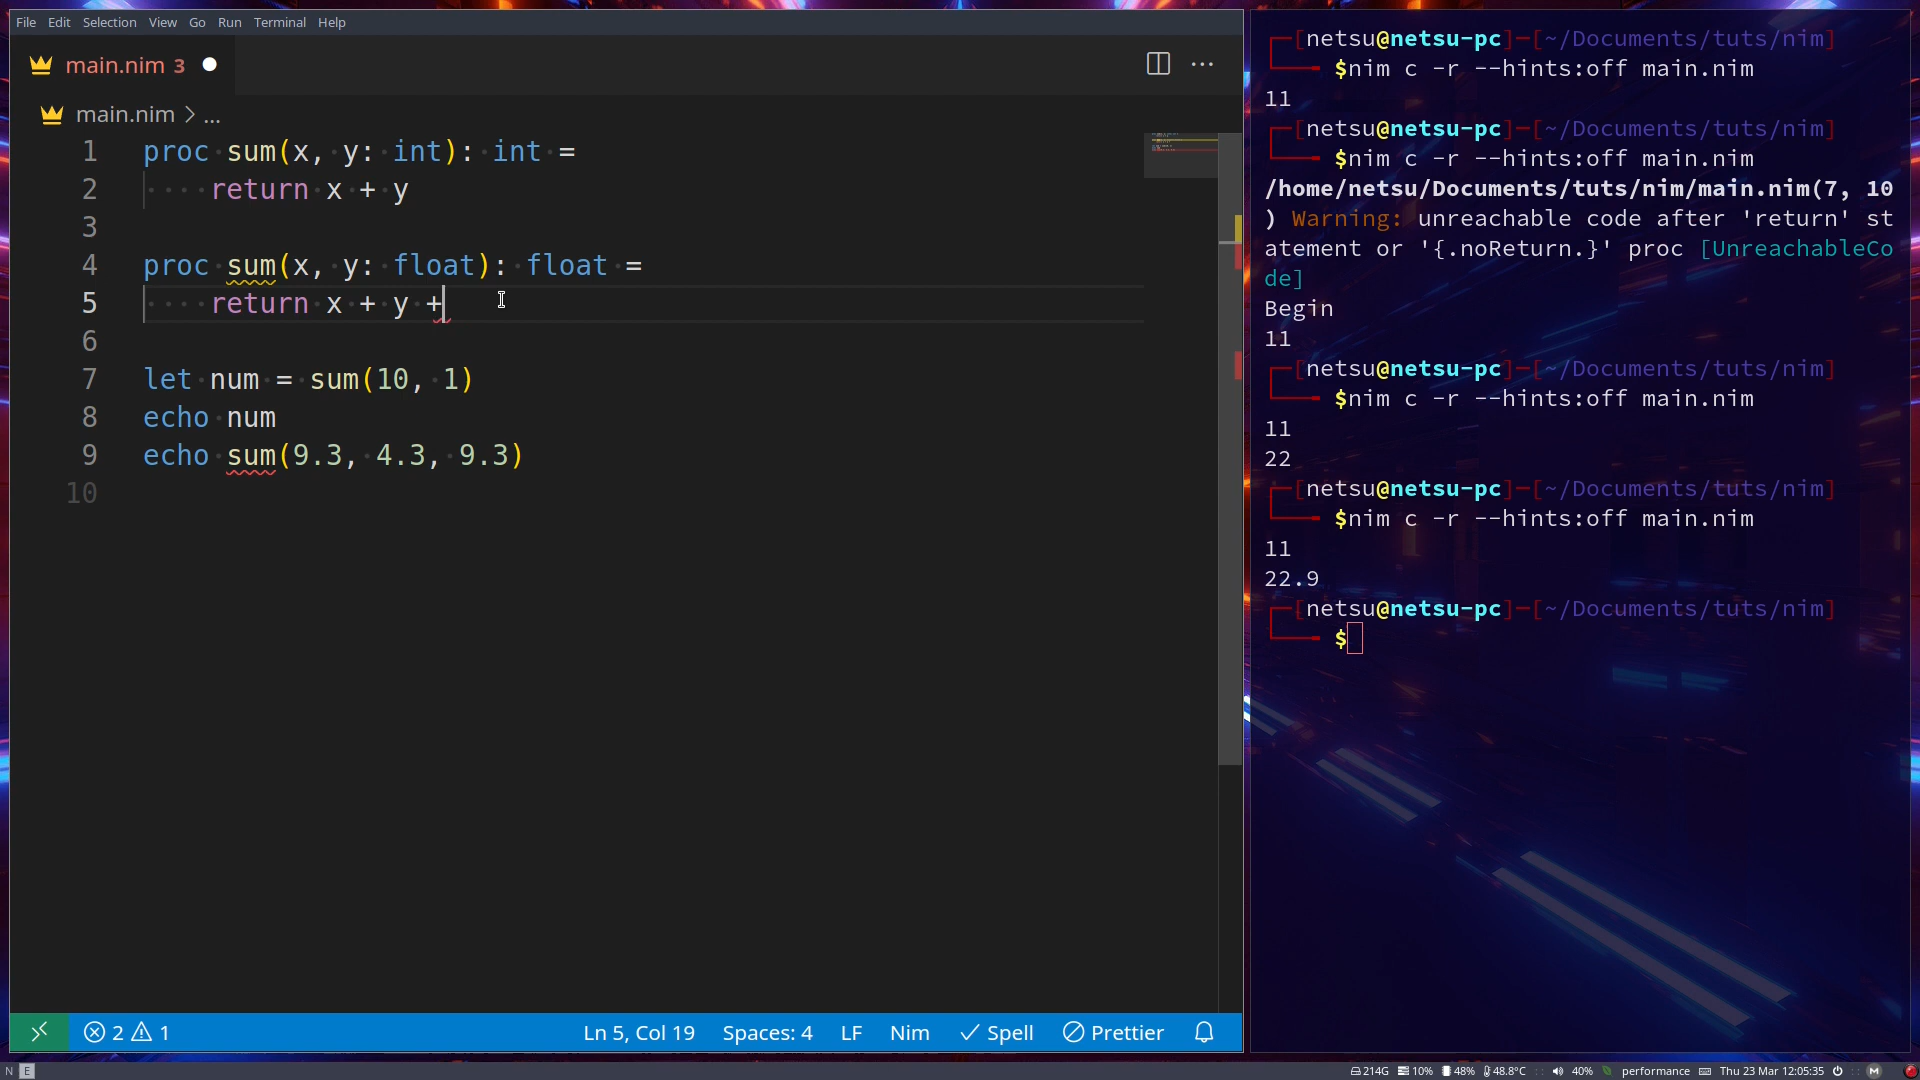 File Edit Selection View Go Run Terminal Help
main.nim 3
main.nim > ...
1 proc sum(x, y: int): int =
2 return x + y
3
4 proc sum(x, y: float): float =
5 return x + y +
6
7 let num = sum(10, 1)
8 echo num
9 echo sum(9.3, 4.3, 9.3)
10
2 1 Ln 5, Col 19 Spaces: 4 LF Nim Spell Prettier
[netsu@netsu-pc]-[~/Documents/tuts/nim]
$nim c -r --hints:off main.nim
11
[netsu@netsu-pc]-[~/Documents/tuts/nim]
$nim c -r --hints:off main.nim
/home/netsu/Documents/tuts/nim/main.nim(7, 10
) Warning: unreachable code after 'return' st
atement or '{.noReturn.}' proc [UnreachableCo
de]
Begin
11
[netsu@netsu-pc]-[~/Documents/tuts/nim]
$nim c -r --hints:off main.nim
11
22
[netsu@netsu-pc]-[~/Documents/tuts/nim]
$nim c -r --hints:off main.nim
11
22.9
[netsu@netsu-pc]-[~/Documents/tuts/nim]
$
N E 214G 10% 48% 48.8°C 40% performance Thu 23 Mar 12:05:35 M